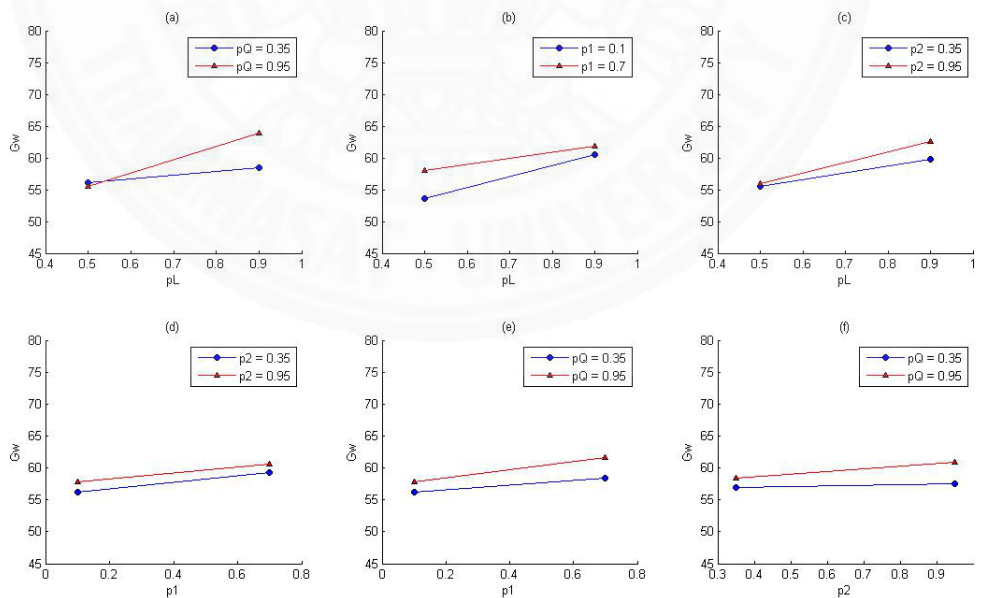 (a)
80
75
70
65
60
55
50
45
Gw
0.4 0.5 0.6 0.7 0.8 0.9 1
pL
pQ = 0.35
pQ = 0.95
(b)
80
75
70
65
60
55
50
45
Gw
0.4 0.5 0.6 0.7 0.8 0.9 1
pL
p1 = 0.1
p1 = 0.7
(c)
80
75
70
65
60
55
50
45
Gw
0.4 0.5 0.6 0.7 0.8 0.9 1
pL
p2 = 0.35
p2 = 0.95
(d)
80
75
70
65
60
55
50
45
Gw
0 0.2 0.4 0.6 0.8
p1
p2 = 0.35
p2 = 0.95
(e)
80
75
70
65
60
55
50
45
Gw
0 0.2 0.4 0.6 0.8
p1
pQ = 0.35
pQ = 0.95
(f)
80
75
70
65
60
55
50
45
Gw
0.3 0.4 0.5 0.6 0.7 0.8 0.9
p2
pQ = 0.35
pQ = 0.95
THAMMASAT UNIVERSITY